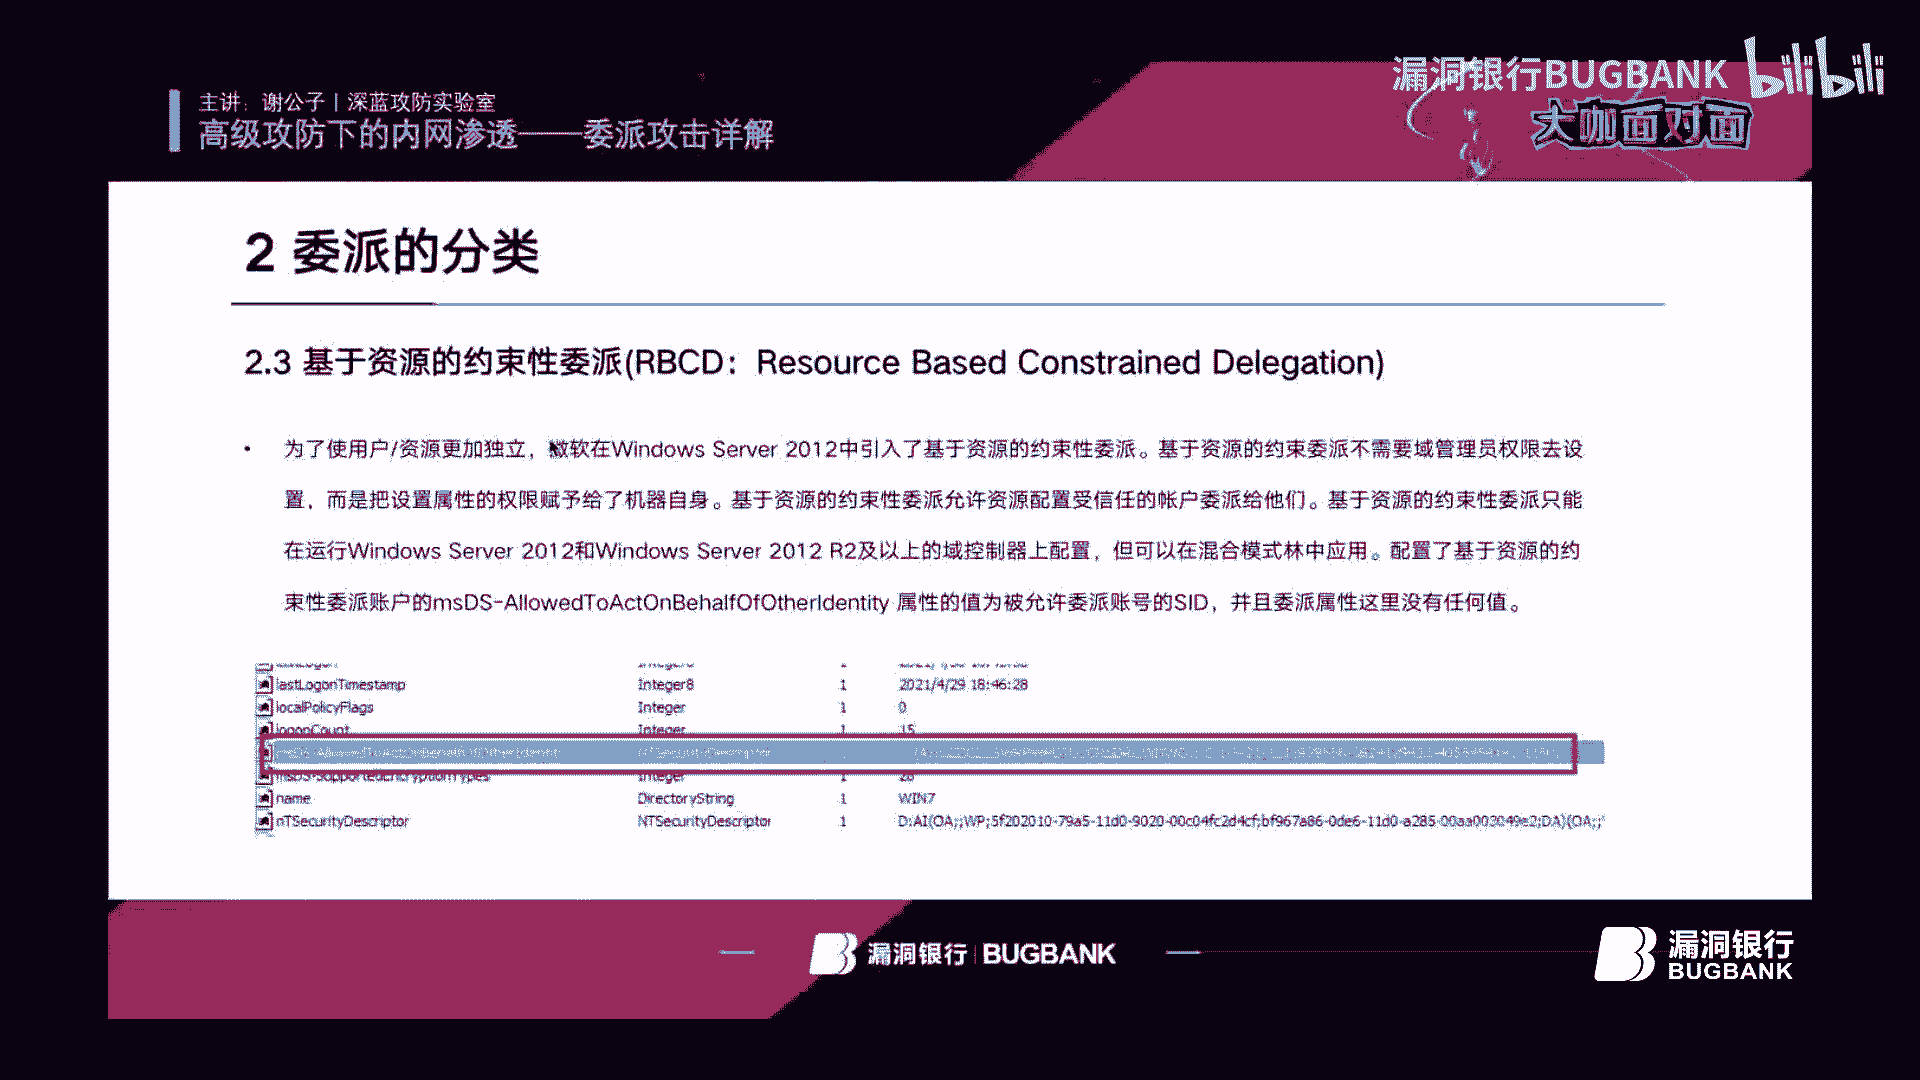 漏洞银行BUGBANK bilibili
大咖面对面
主讲：谢公子 | 深蓝攻防实验室
高级攻防下的内网渗透——委派攻击详解
2 委派的分类
2.3 基于资源的约束性委派(RBCD：Resource Based Constrained Delegation)
• 为了使用户/资源更加独立，微软在Windows Server 2012中引入了基于资源的约束性委派。基于资源的约束委派不需要域管理员权限去设
置，而是把设置属性的权限赋予给了机器自身。基于资源的约束性委派允许资源配置受信任的帐户委派给他们。基于资源的约束性委派只能
在运行Windows Server 2012和Windows Server 2012 R2及以上的域控制器上配置，但可以在混合模式林中应用。配置了基于资源的约
束性委派账户的msDS-AllowedToActOnBehalfOfOtherIdentity 属性的值为被允许委派账号的SID，并且委派属性这里没有任何值。
lastLogonTimestamp Integer8 1 2021/4/29 18:46:28
localPolicyFlags Integer 1 0
logonCount Integer 1 15
msDS-SupportedEncryptionTypes Integer 1 28
name DirectoryString 1 WIN7
nTSecurityDescriptor NTSecurityDescriptor 1 D:AI(OA;;WP;5f202010-79a5-11d0-9020-00c04fc2d4cf;bf967a86-0de6-11d0-a285-00aa003049e2;DA)(OA;;
漏洞银行 | BUGBANK
漏洞银行
BUGBANK